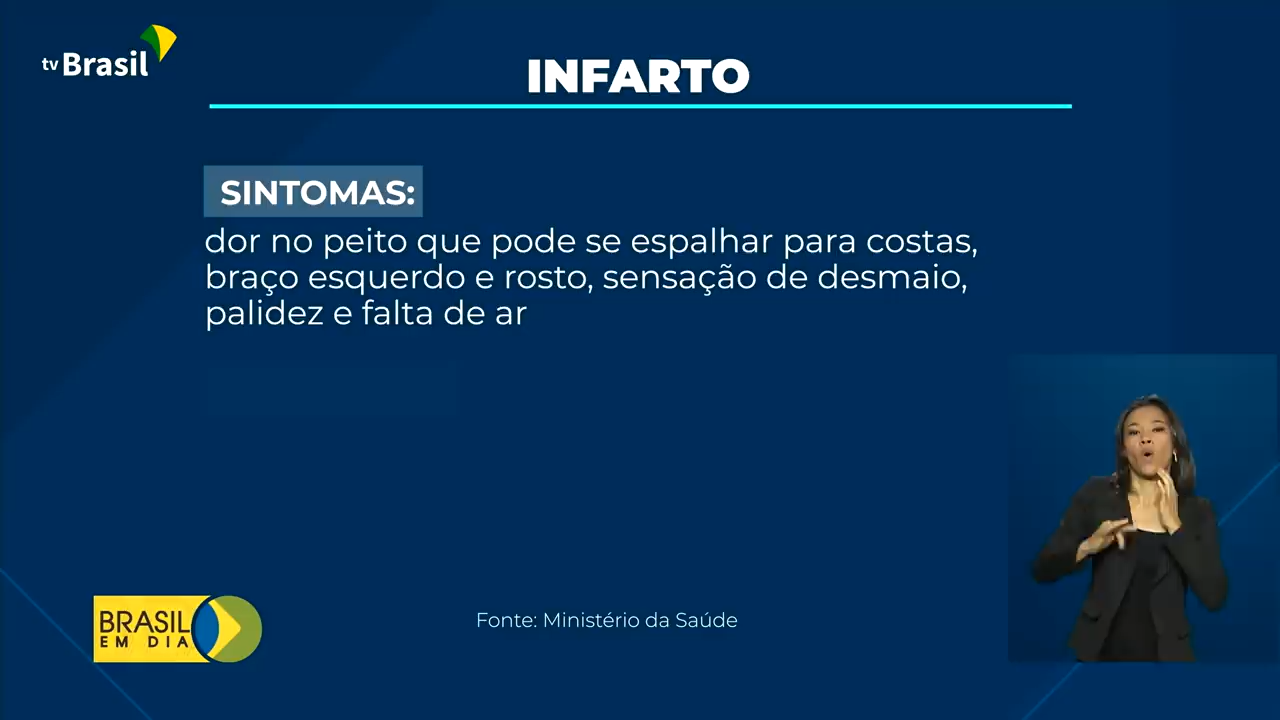 tv Brasil
INFARTO
SINTOMAS:
dor no peito que pode se espalhar para costas,
braço esquerdo e rosto, sensação de desmaio,
palidez e falta de ar
BRASIL
EM DIA
Fonte: Ministério da Saúde